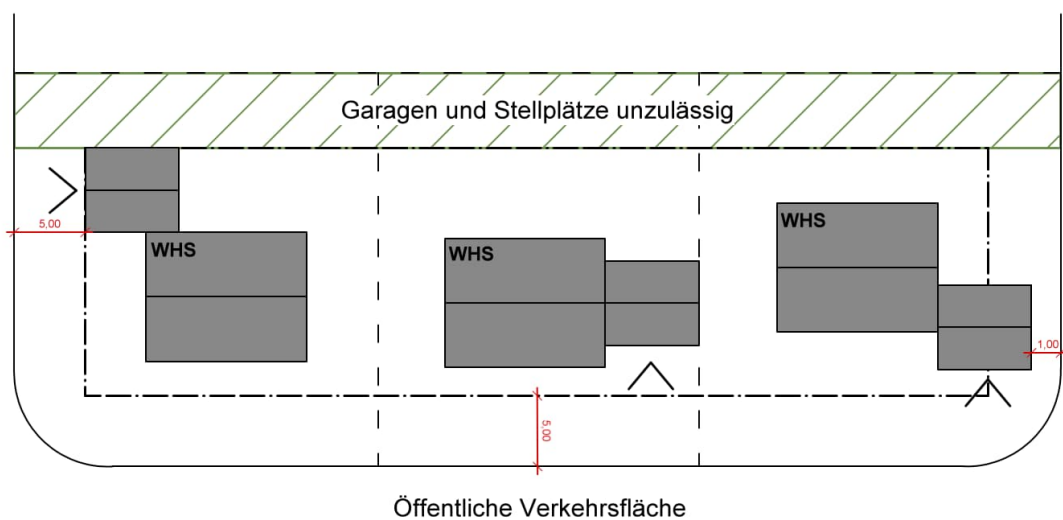 Garagen und Stellplätze unzulässig
WHS
5,00
WHS
WHS
1,00
5,00
Öffentliche Verkehrsfläche